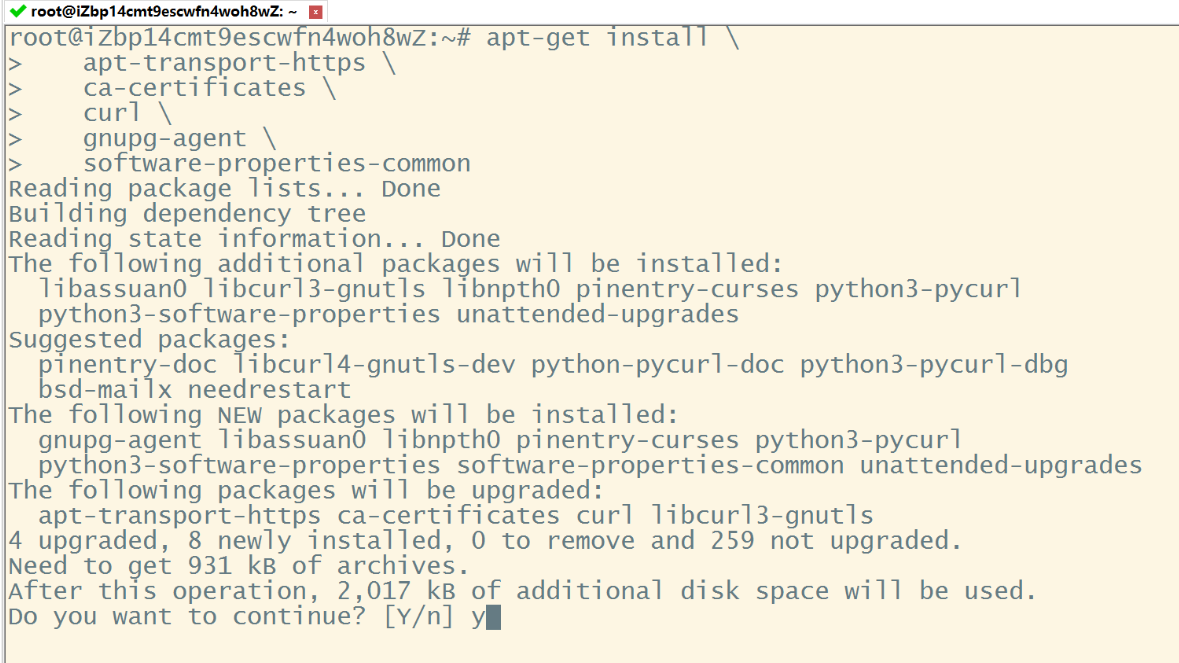 root@iZbp14cmt9escwfn4woh8wZ: ~
root@iZbp14cmt9escwfn4woh8wZ:~# apt-get install \
>     apt-transport-https \
>     ca-certificates \
>     curl \
>     gnupg-agent \
>     software-properties-common
Reading package lists... Done
Building dependency tree
Reading state information... Done
The following additional packages will be installed:
  libassuan0 libcurl3-gnutls libnpth0 pinentry-curses python3-pycurl
  python3-software-properties unattended-upgrades
Suggested packages:
  pinentry-doc libcurl4-gnutls-dev python-pycurl-doc python3-pycurl-dbg
  bsd-mailx needrestart
The following NEW packages will be installed:
  gnupg-agent libassuan0 libnpth0 pinentry-curses python3-pycurl
  python3-software-properties software-properties-common unattended-upgrades
The following packages will be upgraded:
  apt-transport-https ca-certificates curl libcurl3-gnutls
4 upgraded, 8 newly installed, 0 to remove and 259 not upgraded.
Need to get 931 kB of archives.
After this operation, 2,017 kB of additional disk space will be used.
Do you want to continue? [Y/n] y